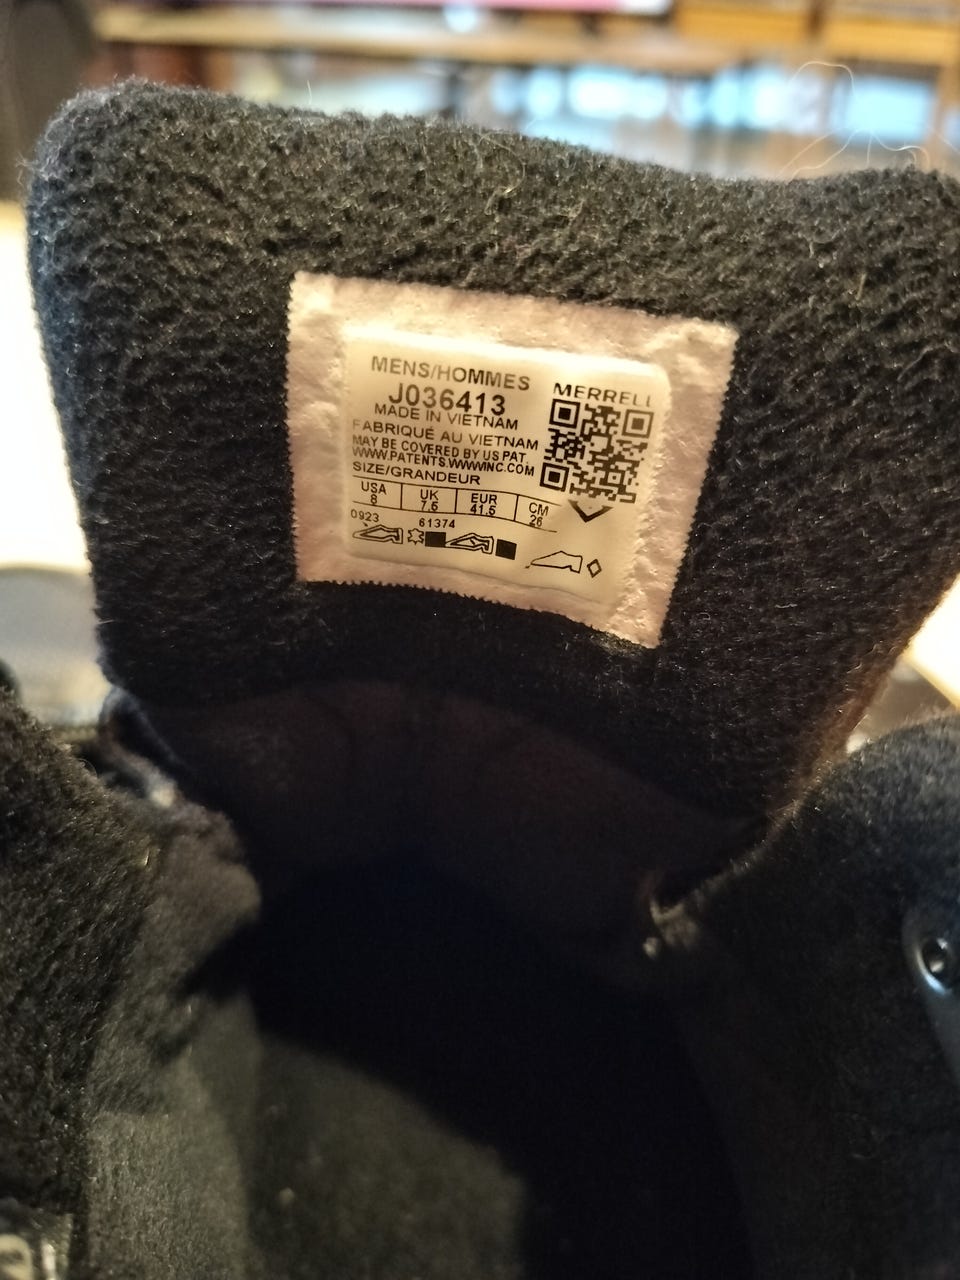 MENS/HOMMES
MERRELL
J036413
MADE IN VIETNAM
FABRIQUÉ AU VIETNAM
MAY BE COVERED BY US PAT.
WWW.PATENTS.WWWINC.COM
SIZE/GRANDEUR
USA UK EUR CM
8 7.5 41.5 26
0923 61374